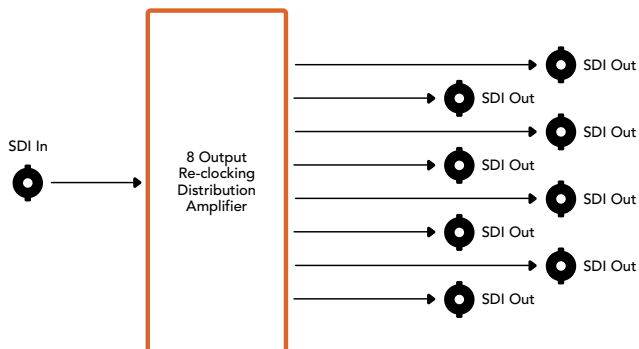 SDI In
8 Output
Re-clocking
Distribution
Amplifier
SDI Out
SDI Out
SDI Out
SDI Out
SDI Out
SDI Out
SDI Out
SDI Out